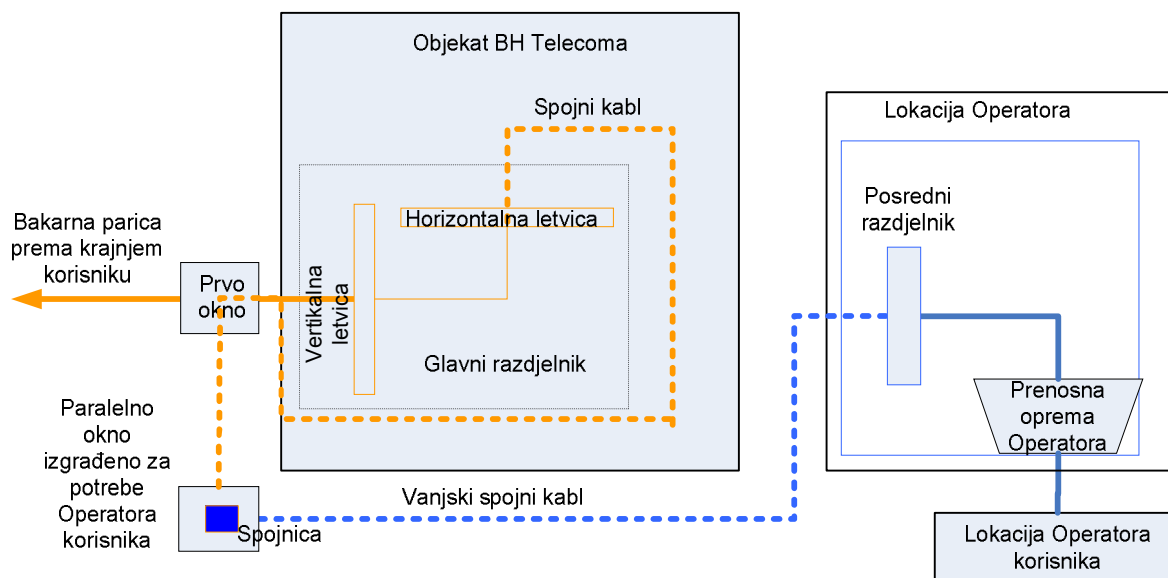 Objekat BH Telecoma
Spojni kabl
Horizontalna letvica
Vertikalna
letvica
Glavni razdjelnik
Bakarna parica
prema krajnjem
korisniku
Prvo
okno
Paralelno
okno
izgrađeno za
potrebe
Operatora
korisnika
Spojnica
Vanjski spojni kabl
Lokacija Operatora
Posredni
razdjelnik
Prenosna
oprema
Operatora
Lokacija Operatora
korisnika